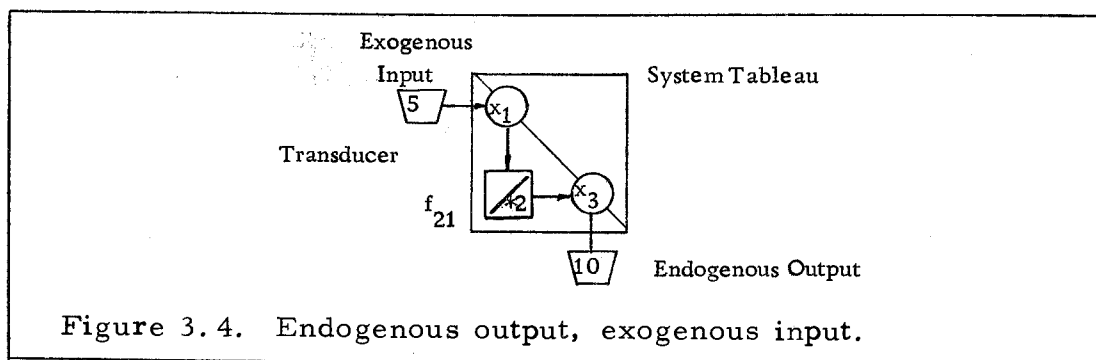 Exogenous
Input
System Tableau
5
x1
Transducer
*2
x3
f21
10
Endogenous Output
Figure 3.4. Endogenous output, exogenous input.